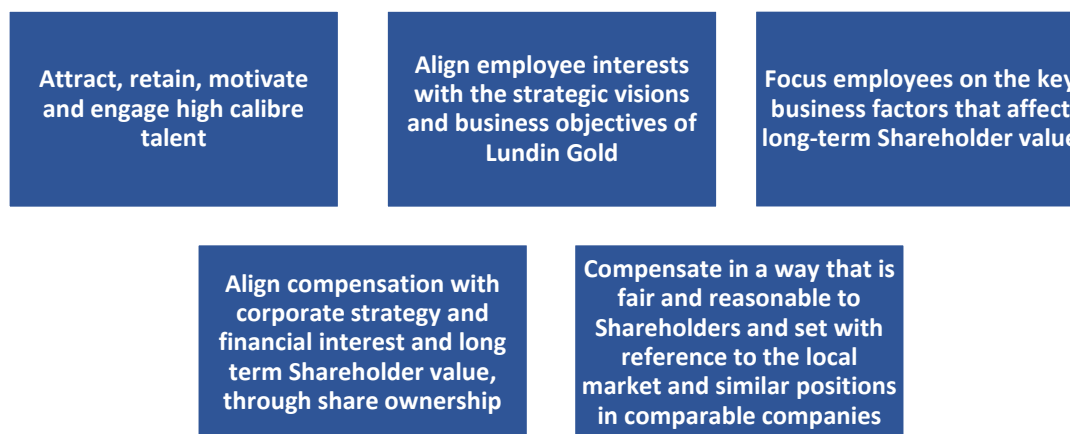 Attract, retain, motivate
and engage high calibre
talent
Align employee interests
with the strategic visions
and business objectives of
Lundin Gold
Focus employees on the key
business factors that affect
long-term Shareholder value
Align compensation with
corporate strategy and
financial interest and long
term Shareholder value,
through share ownership
Compensate in a way that is
fair and reasonable to
Shareholders and set with
reference to the local
market and similar positions
in comparable companies